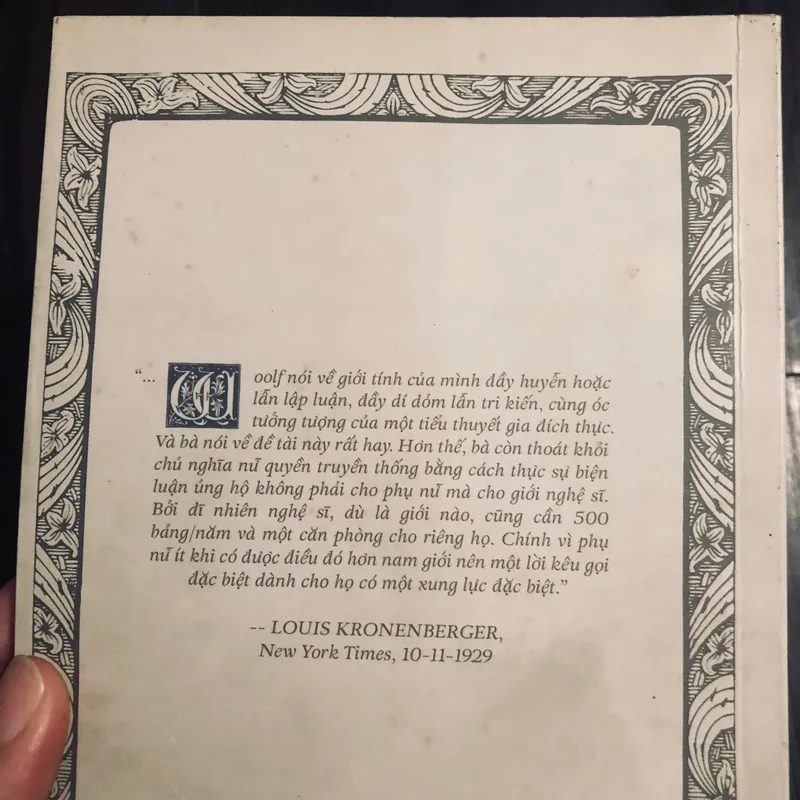 "... Woolf nói về giới tính của mình đầy huyễn hoặc
lẫn lập luận, đầy dí dỏm lẫn tri kiến, cùng óc
tưởng tượng của một tiểu thuyết gia đích thực.
Và bà nói về đề tài này rất hay. Hơn thế, bà còn thoát khỏi
chủ nghĩa nữ quyền truyền thống bằng cách thực sự biện
luận ủng hộ không phải cho phụ nữ mà cho giới nghệ sĩ.
Bởi dĩ nhiên nghệ sĩ, dù là giới nào, cũng cần 500
bảng/năm và một căn phòng cho riêng họ. Chính vì phụ
nữ ít khi có được điều đó hơn nam giới nên một lời kêu gọi
đặc biệt dành cho họ có một xung lực đặc biệt."
-- LOUIS KRONENBERGER,
New York Times, 10-11-1929